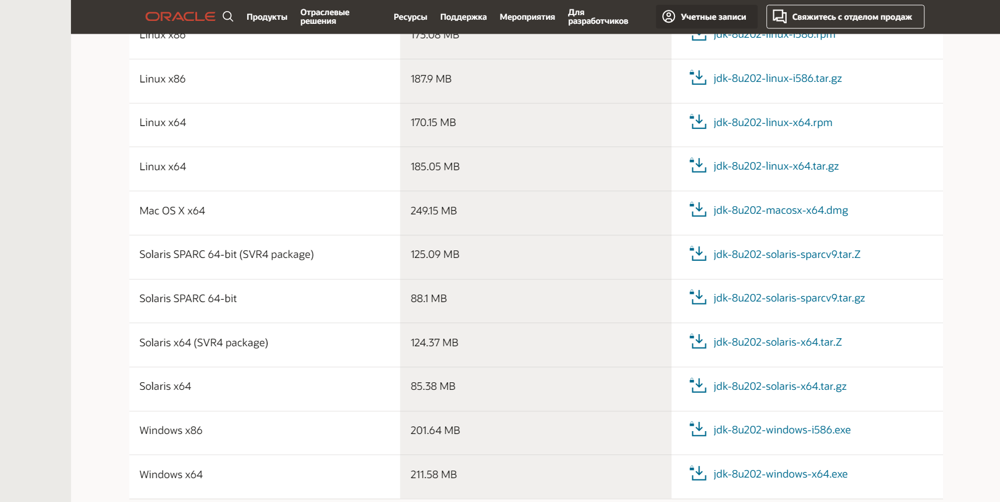 ORACLE Продукты Отраслевые решения Ресурсы Поддержка Мероприятия Для разработчиков Учетные записи Свяжитесь с отделом продаж
Linux x86 173.08 MB jdk-8u202-linux-i586.rpm
Linux x86 187.9 MB jdk-8u202-linux-i586.tar.gz
Linux x64 170.15 MB jdk-8u202-linux-x64.rpm
Linux x64 185.05 MB jdk-8u202-linux-x64.tar.gz
Mac OS X x64 249.15 MB jdk-8u202-macosx-x64.dmg
Solaris SPARC 64-bit (SVR4 package) 125.09 MB jdk-8u202-solaris-sparcv9.tar.Z
Solaris SPARC 64-bit 88.1 MB jdk-8u202-solaris-sparcv9.tar.gz
Solaris x64 (SVR4 package) 124.37 MB jdk-8u202-solaris-x64.tar.Z
Solaris x64 85.38 MB jdk-8u202-solaris-x64.tar.gz
Windows x86 201.64 MB jdk-8u202-windows-i586.exe
Windows x64 211.58 MB jdk-8u202-windows-x64.exe